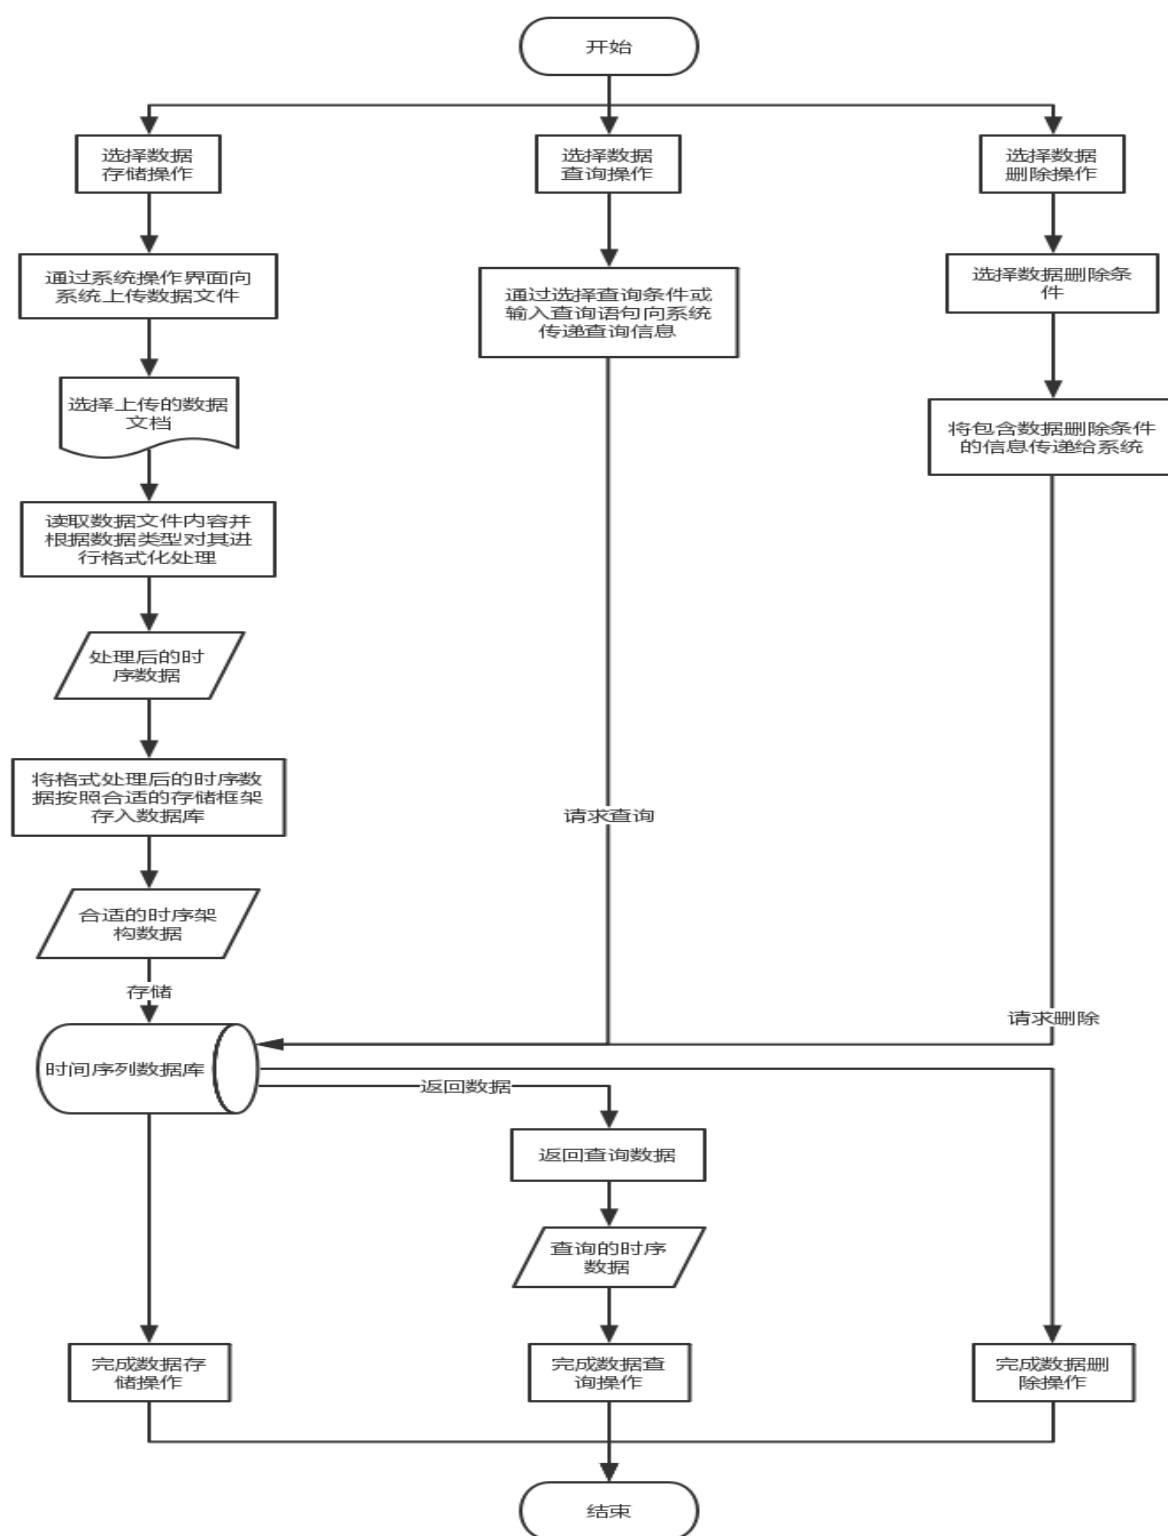 开始
选择数据
存储操作
选择数据
查询操作
选择数据
删除操作
通过系统操作界面向
系统上传数据文件
通过选择查询条件或
输入查询语句向系统
传递查询信息
选择数据删除条
件
选择上传的数据
文档
将包含数据删除条件
的信息传递给系统
读取数据文件内容并
根据数据类型对其进
行格式化处理
处理后的时
序数据
将格式处理后的时序数
据按照合适的存储框架
存入数据库
请求查询
合适的时序架
构数据
存储
请求删除
时间序列数据库
返回数据
返回查询数据
查询的时序
数据
完成数据存
储操作
完成数据查
询操作
完成数据删
除操作
结束